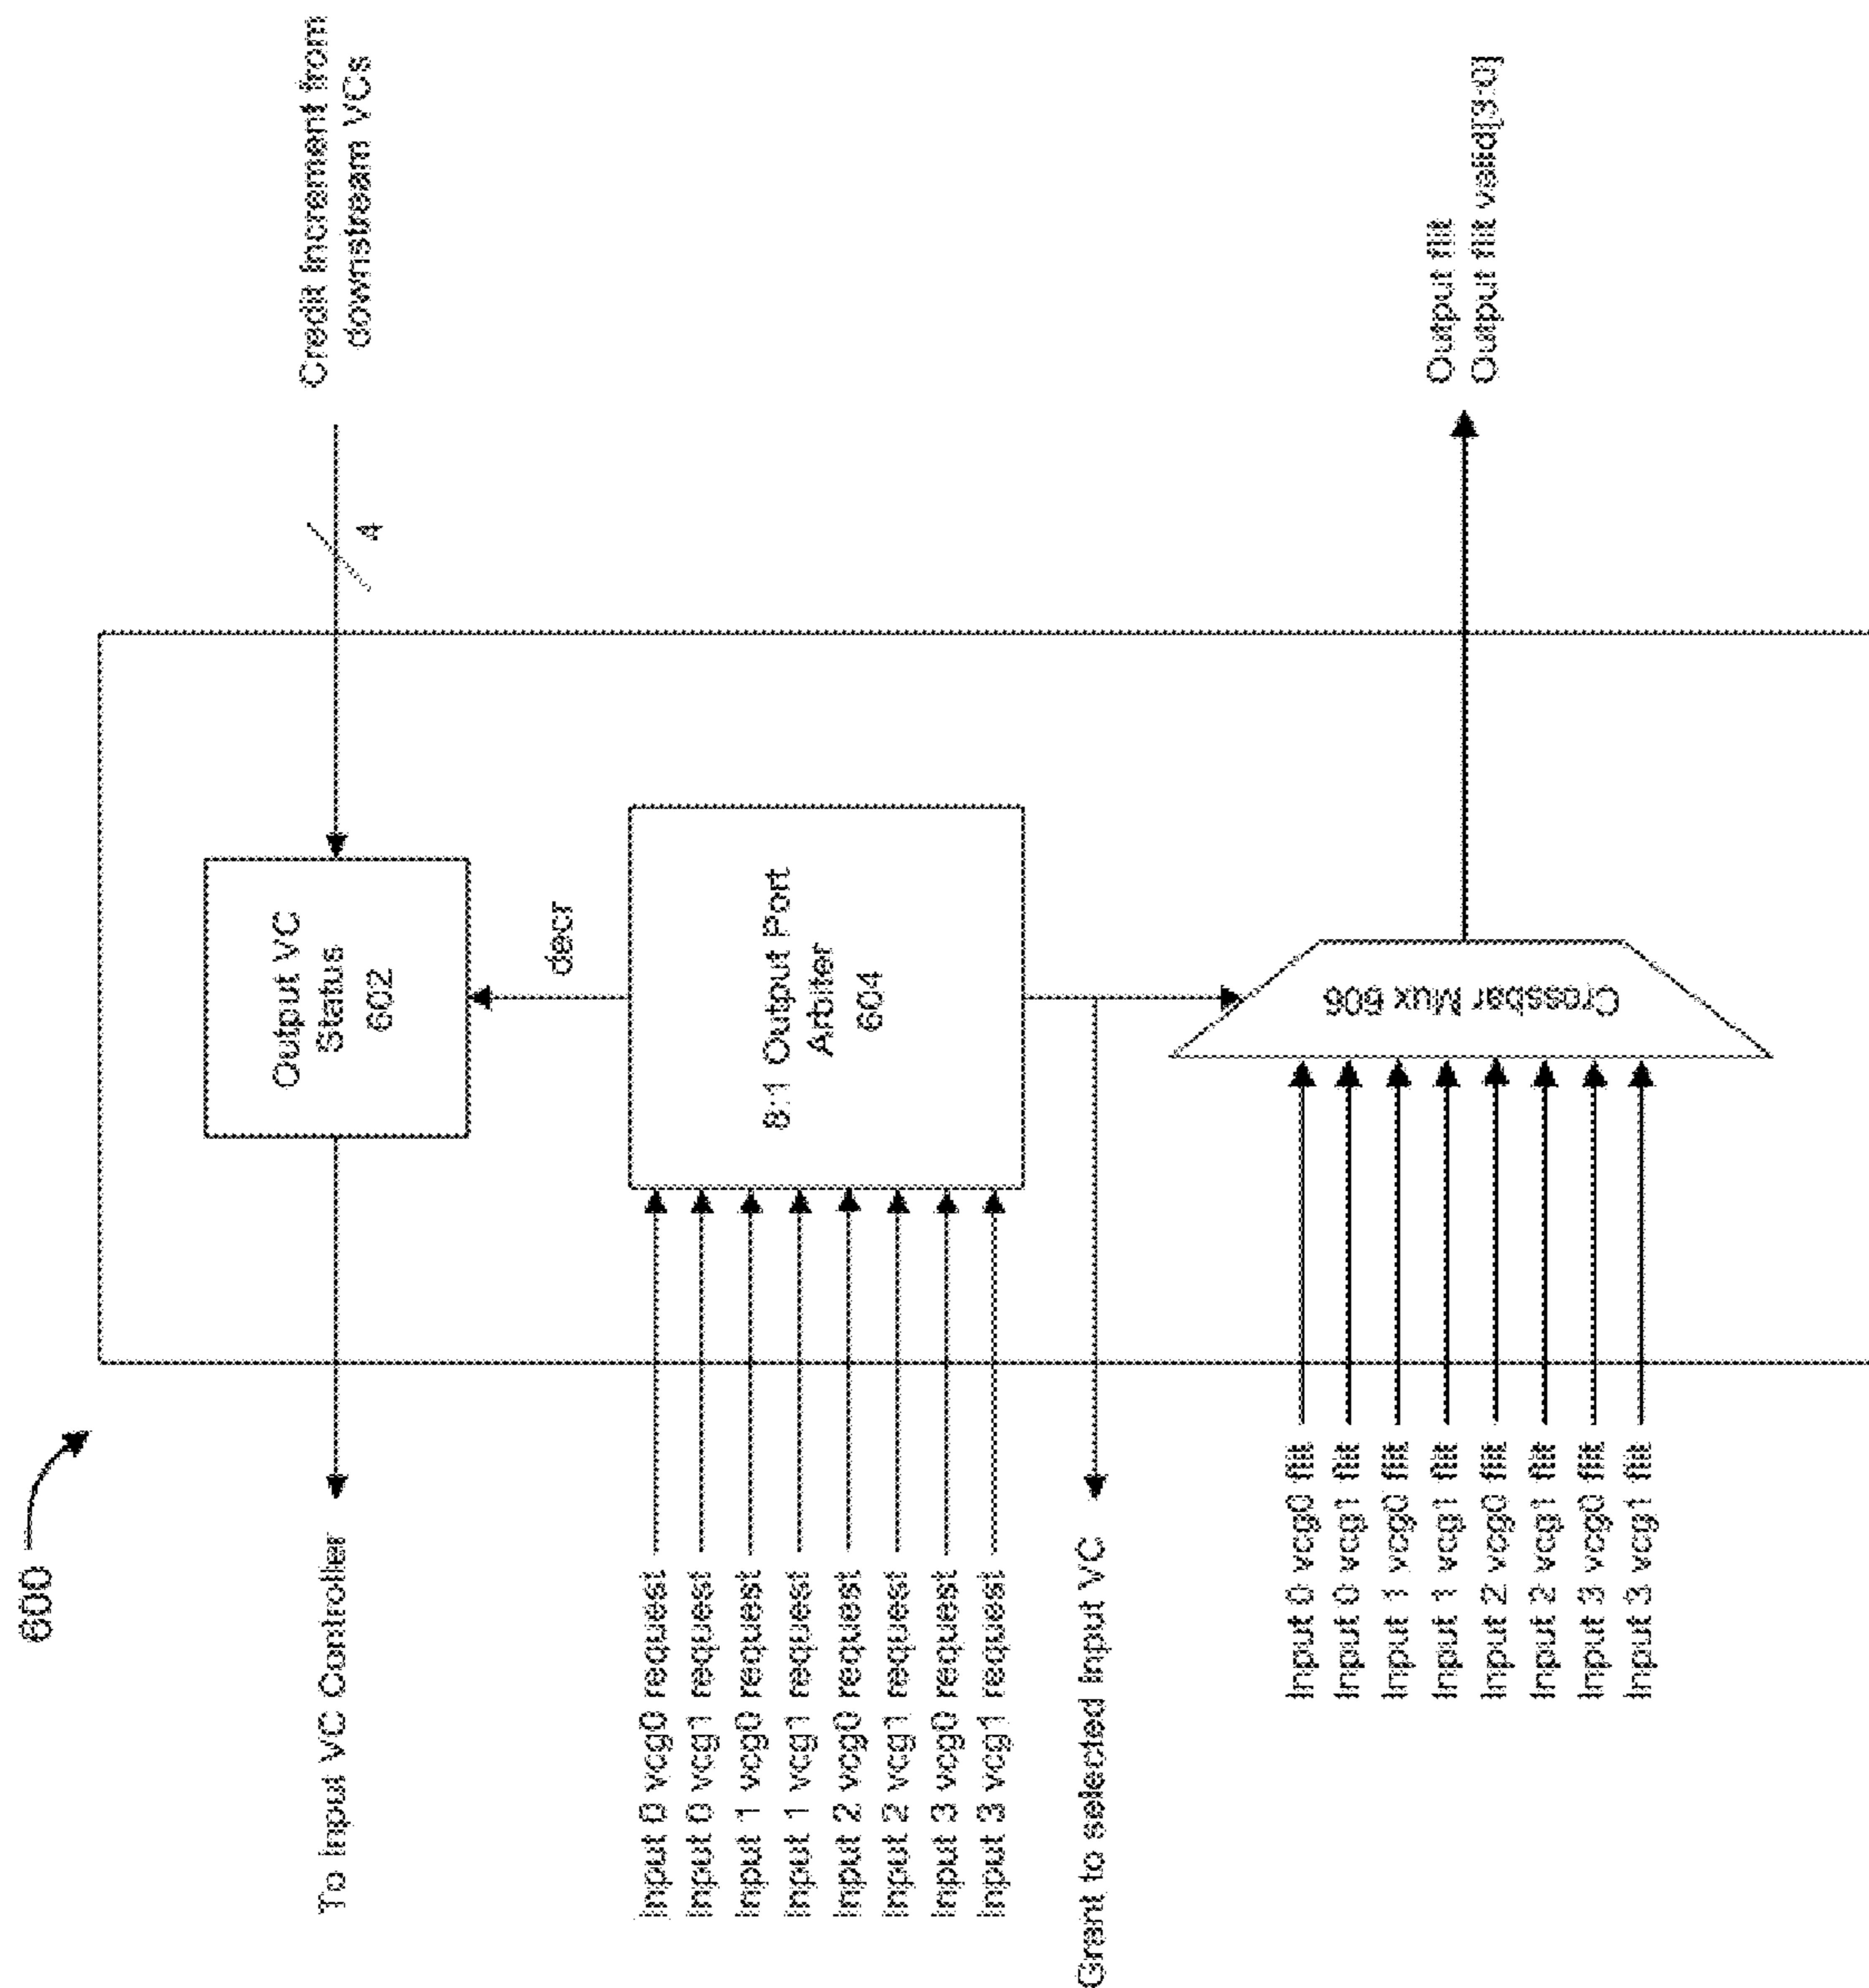 600
To Input VC Controller
Output VC
Status
602
Credit increment from
downstream VCs
4
decr
Input 0 vcg0 request
Input 0 vcg1 request
Input 1 vcg0 request
Input 1 vcg1 request
Input 2 vcg0 request
Input 2 vcg1 request
Input 3 vcg0 request
Input 3 vcg1 request
8:1 Output Port
Arbiter
604
Grant to selected Input VC
Input 0 vcg0 flit
Input 0 vcg1 flit
Input 1 vcg0 flit
Input 1 vcg1 flit
Input 2 vcg0 flit
Input 2 vcg1 flit
Input 3 vcg0 flit
Input 3 vcg1 flit
Crossbar Mux 606
Output flit
Output flit valid[3:0]